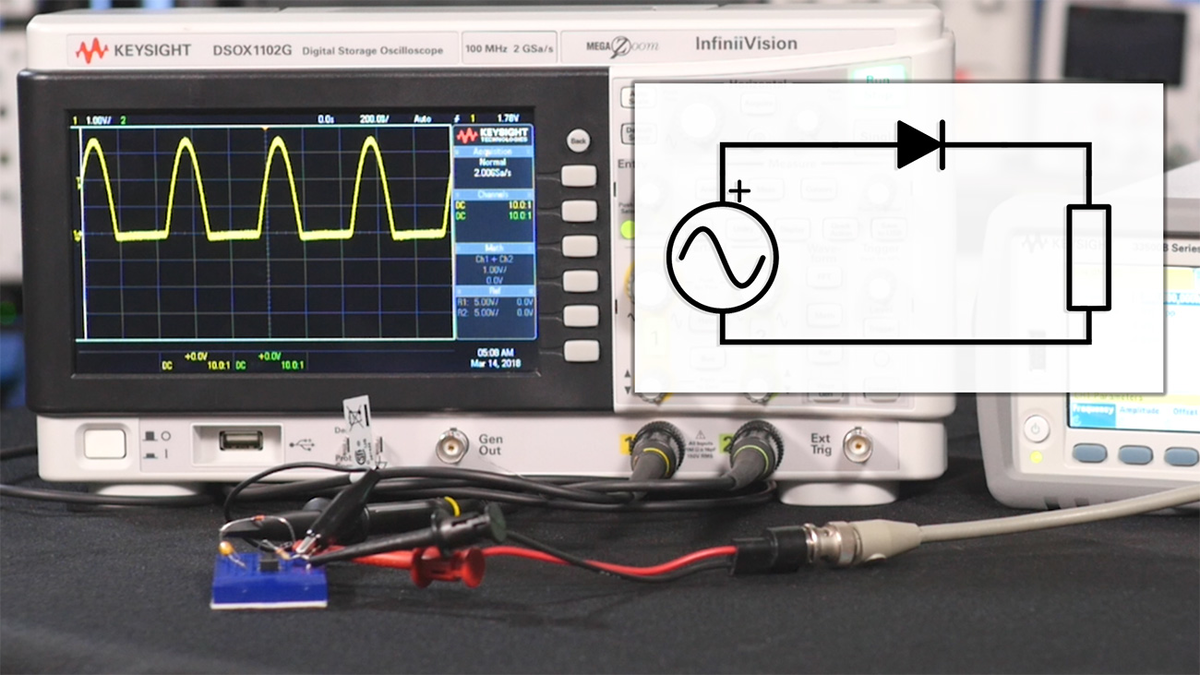 KEYSIGHT DSOX1102G Digital Storage Oscilloscope 100 MHz 2 GSa/s MEGA Zoom InfiniiVision
1 1.00V/ 2 0.0s 200.0s/ Auto 1 1.78V
KEYSIGHT
TECHNOLOGIES
Acquisition
Normal
2.00GSa/s
Channels
DC 10.0:1
DC 10.0:1
Math
Ch1 + Ch2
1.00V/
0.0V
Ref
R1: 5.00V/ 0.0V
R2: 5.00V/ 0.0V
+0.0V +0.0V
DC 10.0:1 DC 10.0:1
05:08 AM
Mar 14, 2018
Back
Run
+
Series
Frequency Amplitude Offset
Gen
Out
1
2
Ext
Trig